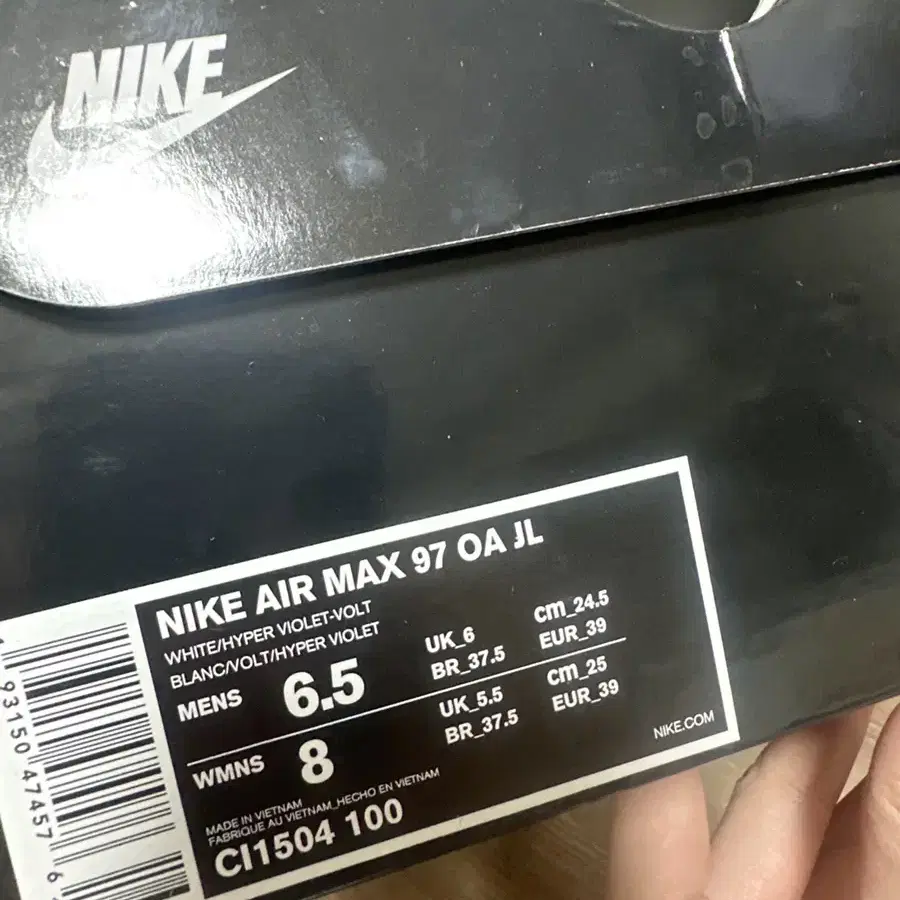 NIKE
NIKE AIR MAX 97 OA JL
WHITE/HYPER VIOLET-VOLT
BLANC/VOLT/HYPER VIOLET
MENS 6.5 UK_6 cm_24.5
BR_37.5 EUR_39
WMNS 8 UK_5.5 cm_25
BR_37.5 EUR_39
NIKE.COM
MADE IN VIETNAM
FABRIQUE AU VIETNAM_HECHO EN VIETNAM
CI1504 100
93150 47457 6